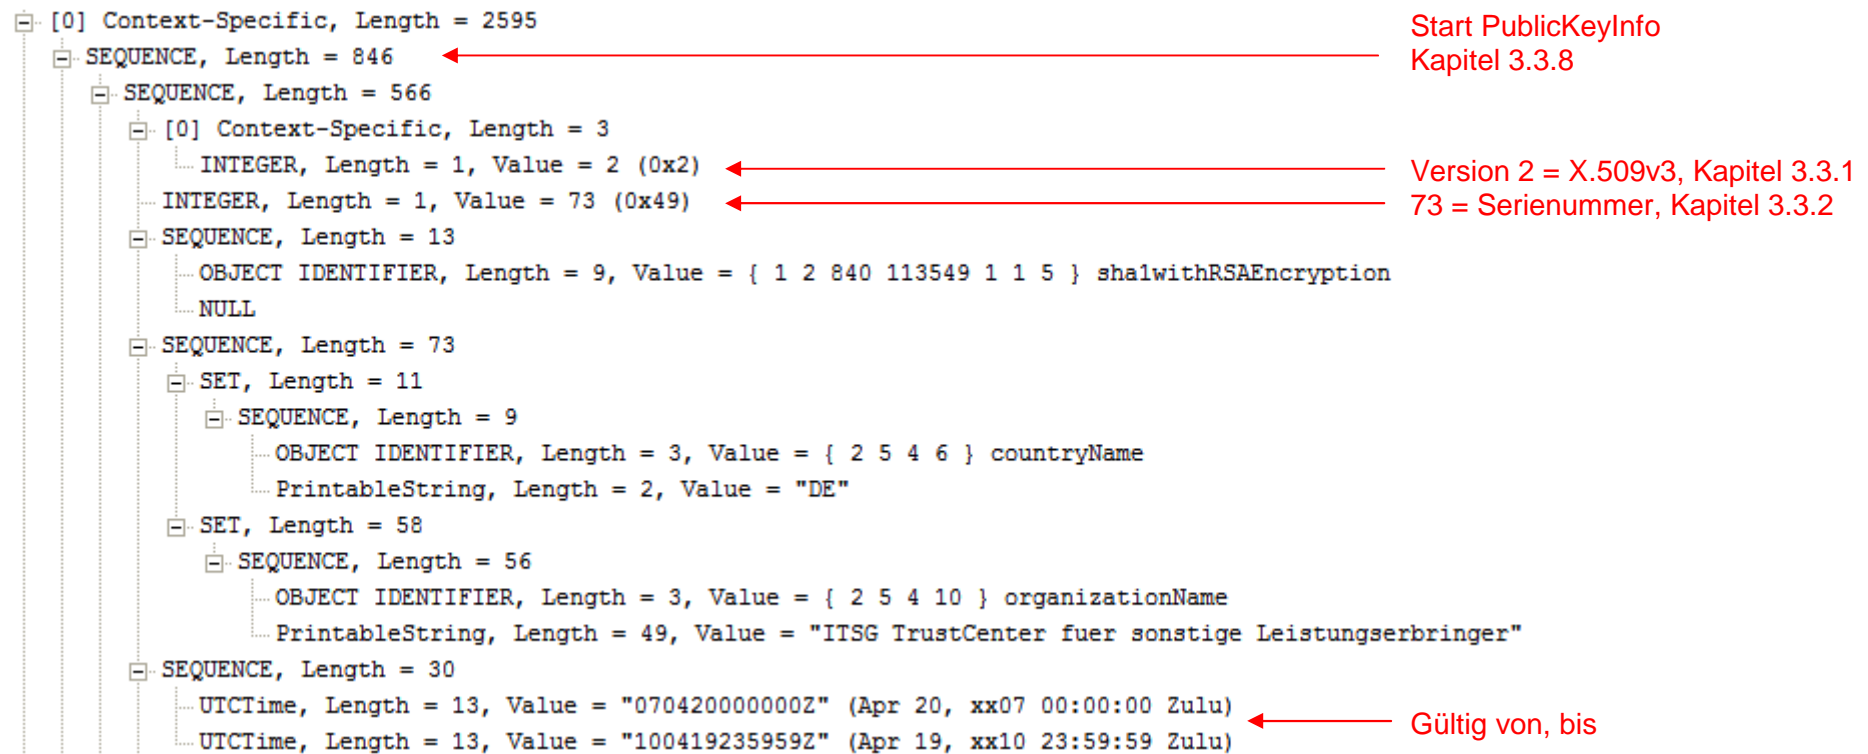 [0] Context-Specific, Length = 2595
Start PublicKeyInfo
SEQUENCE, Length = 846
Kapitel 3.3.8
SEQUENCE, Length = 566
[0] Context-Specific, Length = 3
INTEGER, Length = 1, Value = 2 (0x2)
Version 2 = X.509v3, Kapitel 3.3.1
INTEGER, Length = 1, Value = 73 (0x49)
73 = Serienummer, Kapitel 3.3.2
SEQUENCE, Length = 13
OBJECT IDENTIFIER, Length = 9, Value = { 1 2 840 113549 1 1 5 } sha1withRSAEncryption
NULL
SEQUENCE, Length = 73
SET, Length = 11
SEQUENCE, Length = 9
OBJECT IDENTIFIER, Length = 3, Value = { 2 5 4 6 } countryName
PrintableString, Length = 2, Value = "DE"
SET, Length = 58
SEQUENCE, Length = 56
OBJECT IDENTIFIER, Length = 3, Value = { 2 5 4 10 } organizationName
PrintableString, Length = 49, Value = "ITSG TrustCenter fuer sonstige Leistungserbringer"
SEQUENCE, Length = 30
UTCTime, Length = 13, Value = "070420000000Z" (Apr 20, xx07 00:00:00 Zulu)
Gültig von, bis
UTCTime, Length = 13, Value = "100419235959Z" (Apr 19, xx10 23:59:59 Zulu)